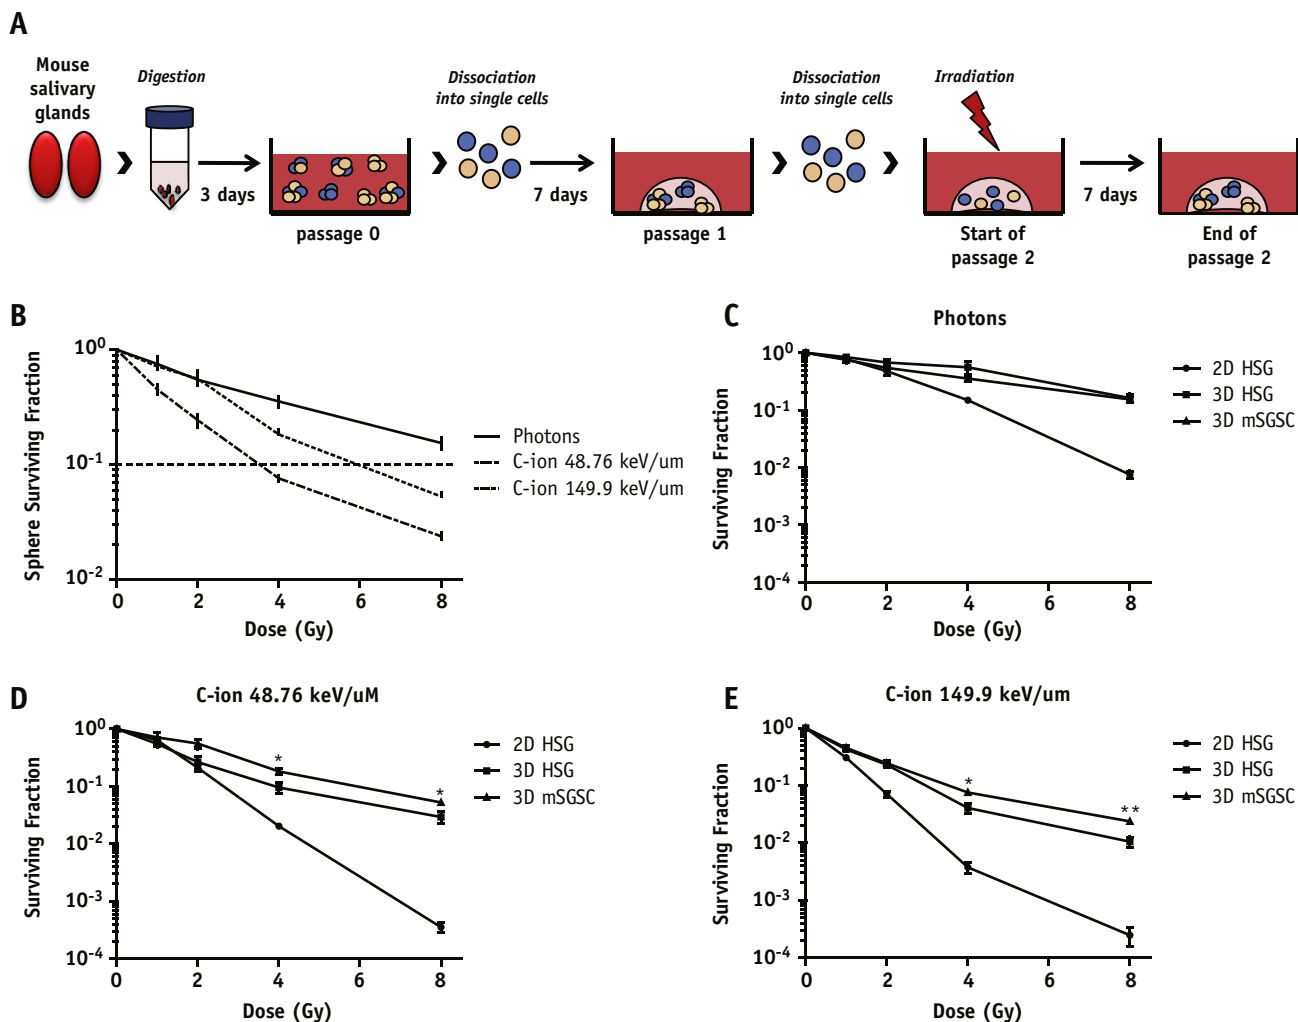 A
Mouse
salivary
glands
Digestion
3 days
passage 0
Dissociation
into single cells
7 days
passage 1
Dissociation
into single cells
Irradiation
Start of
passage 2
7 days
End of
passage 2
B
Sphere Surviving Fraction
10⁰
10⁻¹
10⁻²
0 2 4 6 8
Dose (Gy)
Photons
C-ion 48.76 keV/um
C-ion 149.9 keV/um
C
Photons
Surviving Fraction
10⁰
10⁻¹
10⁻²
10⁻³
10⁻⁴
0 2 4 6 8
Dose (Gy)
2D HSG
3D HSG
3D mSGSC
D
C-ion 48.76 keV/uM
Surviving Fraction
10⁰
10⁻¹
10⁻²
10⁻³
10⁻⁴
*
*
0 2 4 6 8
Dose (Gy)
2D HSG
3D HSG
3D mSGSC
E
C-ion 149.9 keV/um
Surviving Fraction
10⁰
10⁻¹
10⁻²
10⁻³
10⁻⁴
*
**
0 2 4 6 8
Dose (Gy)
2D HSG
3D HSG
3D mSGSC